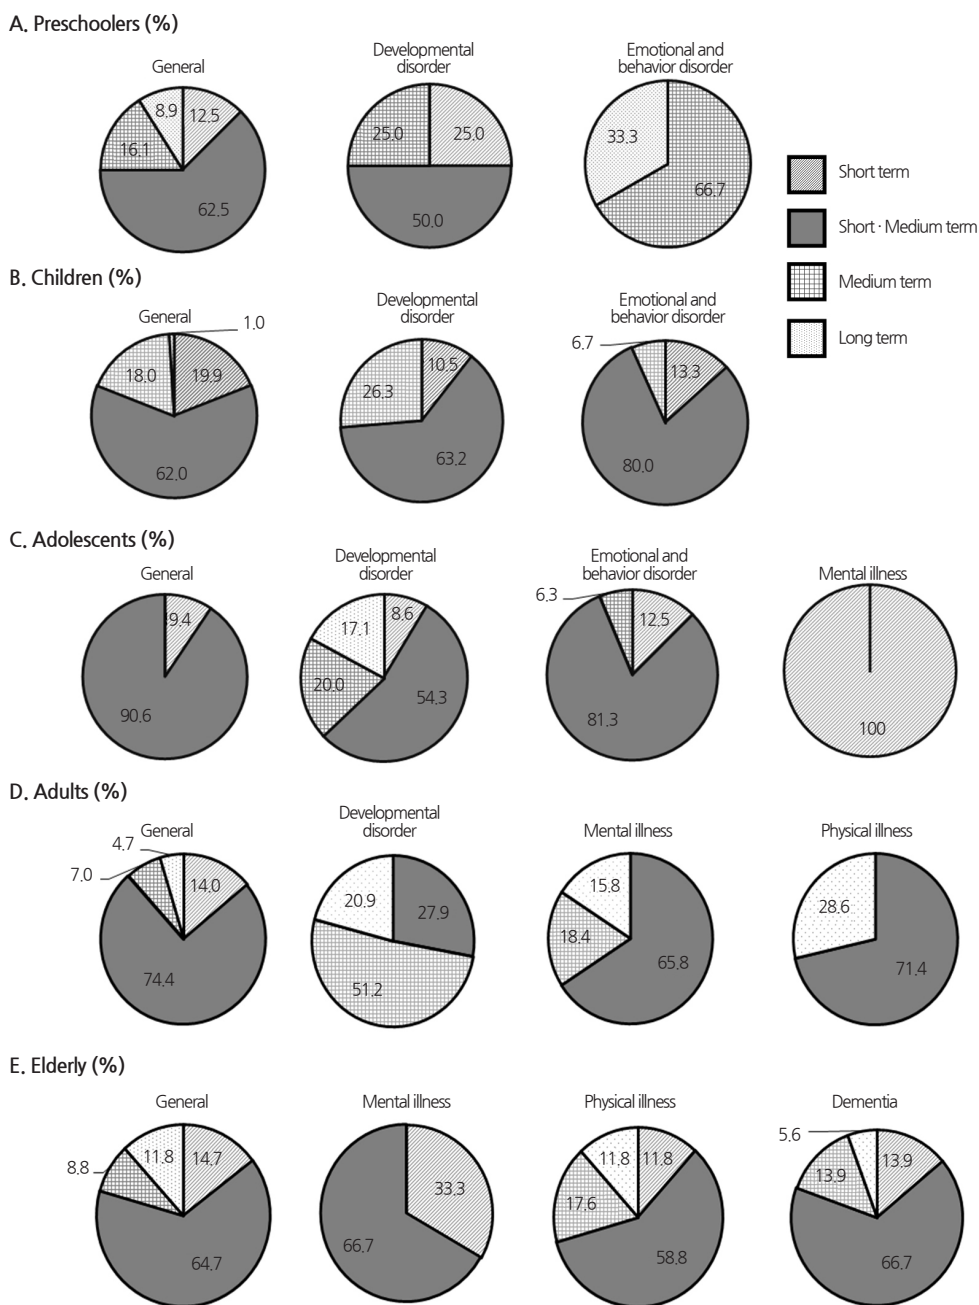 A. Preschoolers (%)
General
8.9
12.5
16.1
62.5
Developmental
disorder
25.0
25.0
50.0
Emotional and
behavior disorder
33.3
66.7
Short term
Short · Medium term
Medium term
Long term
B. Children (%)
General
1.0
18.0
19.9
62.0
Developmental
disorder
10.5
26.3
63.2
Emotional and
behavior disorder
6.7
13.3
80.0
C. Adolescents (%)
General
9.4
90.6
Developmental
disorder
8.6
17.1
20.0
54.3
Emotional and
behavior disorder
6.3
12.5
81.3
Mental illness
100
D. Adults (%)
General
4.7
7.0
14.0
74.4
Developmental
disorder
20.9
27.9
51.2
Mental illness
15.8
18.4
65.8
Physical illness
28.6
71.4
E. Elderly (%)
General
8.8
11.8
14.7
64.7
Mental illness
33.3
66.7
Physical illness
11.8
11.8
17.6
58.8
Dementia
5.6
13.9
13.9
66.7